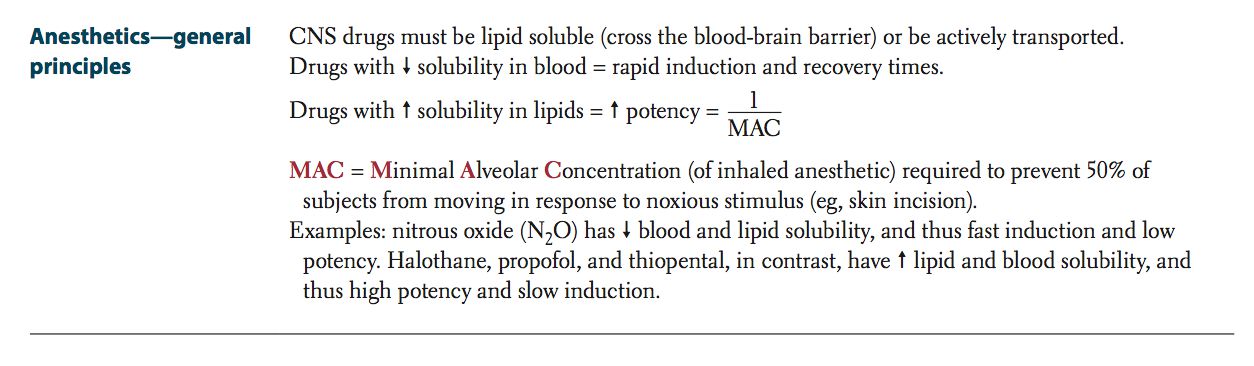 Anesthetics—general
principles
CNS drugs must be lipid soluble (cross the blood-brain barrier) or be actively transported.
Drugs with ↓ solubility in blood = rapid induction and recovery times.
Drugs with ↑ solubility in lipids = ↑ potency = 1/MAC
MAC = Minimal Alveolar Concentration (of inhaled anesthetic) required to prevent 50% of
subjects from moving in response to noxious stimulus (eg, skin incision).
Examples: nitrous oxide (N₂O) has ↓ blood and lipid solubility, and thus fast induction and low
potency. Halothane, propofol, and thiopental, in contrast, have ↑ lipid and blood solubility, and
thus high potency and slow induction.